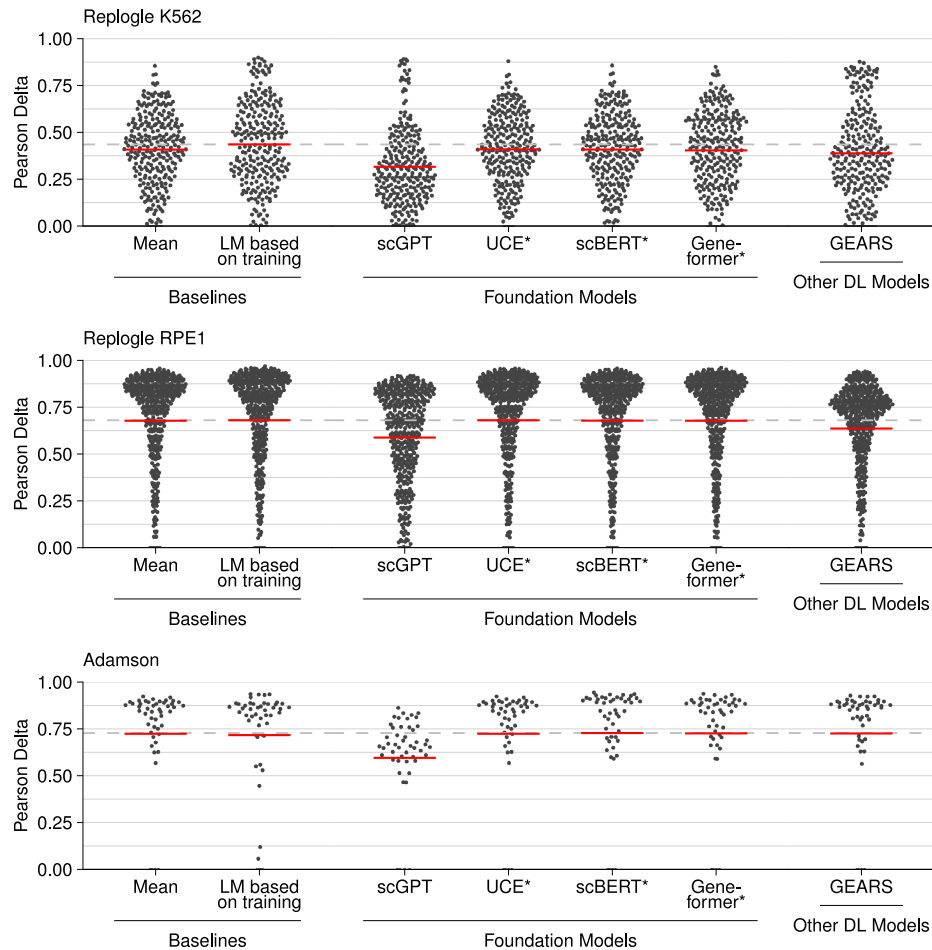 Replogle K562
Pearson Delta
1.00
0.75
0.50
0.25
0.00
Mean
LM based
on training
scGPT
UCE*
scBERT*
Gene-
former*
GEARS
Baselines
Foundation Models
Other DL Models
Replogle RPE1
Pearson Delta
1.00
0.75
0.50
0.25
0.00
Mean
LM based
on training
scGPT
UCE*
scBERT*
Gene-
former*
GEARS
Baselines
Foundation Models
Other DL Models
Adamson
Pearson Delta
1.00
0.75
0.50
0.25
0.00
Mean
LM based
on training
scGPT
UCE*
scBERT*
Gene-
former*
GEARS
Baselines
Foundation Models
Other DL Models